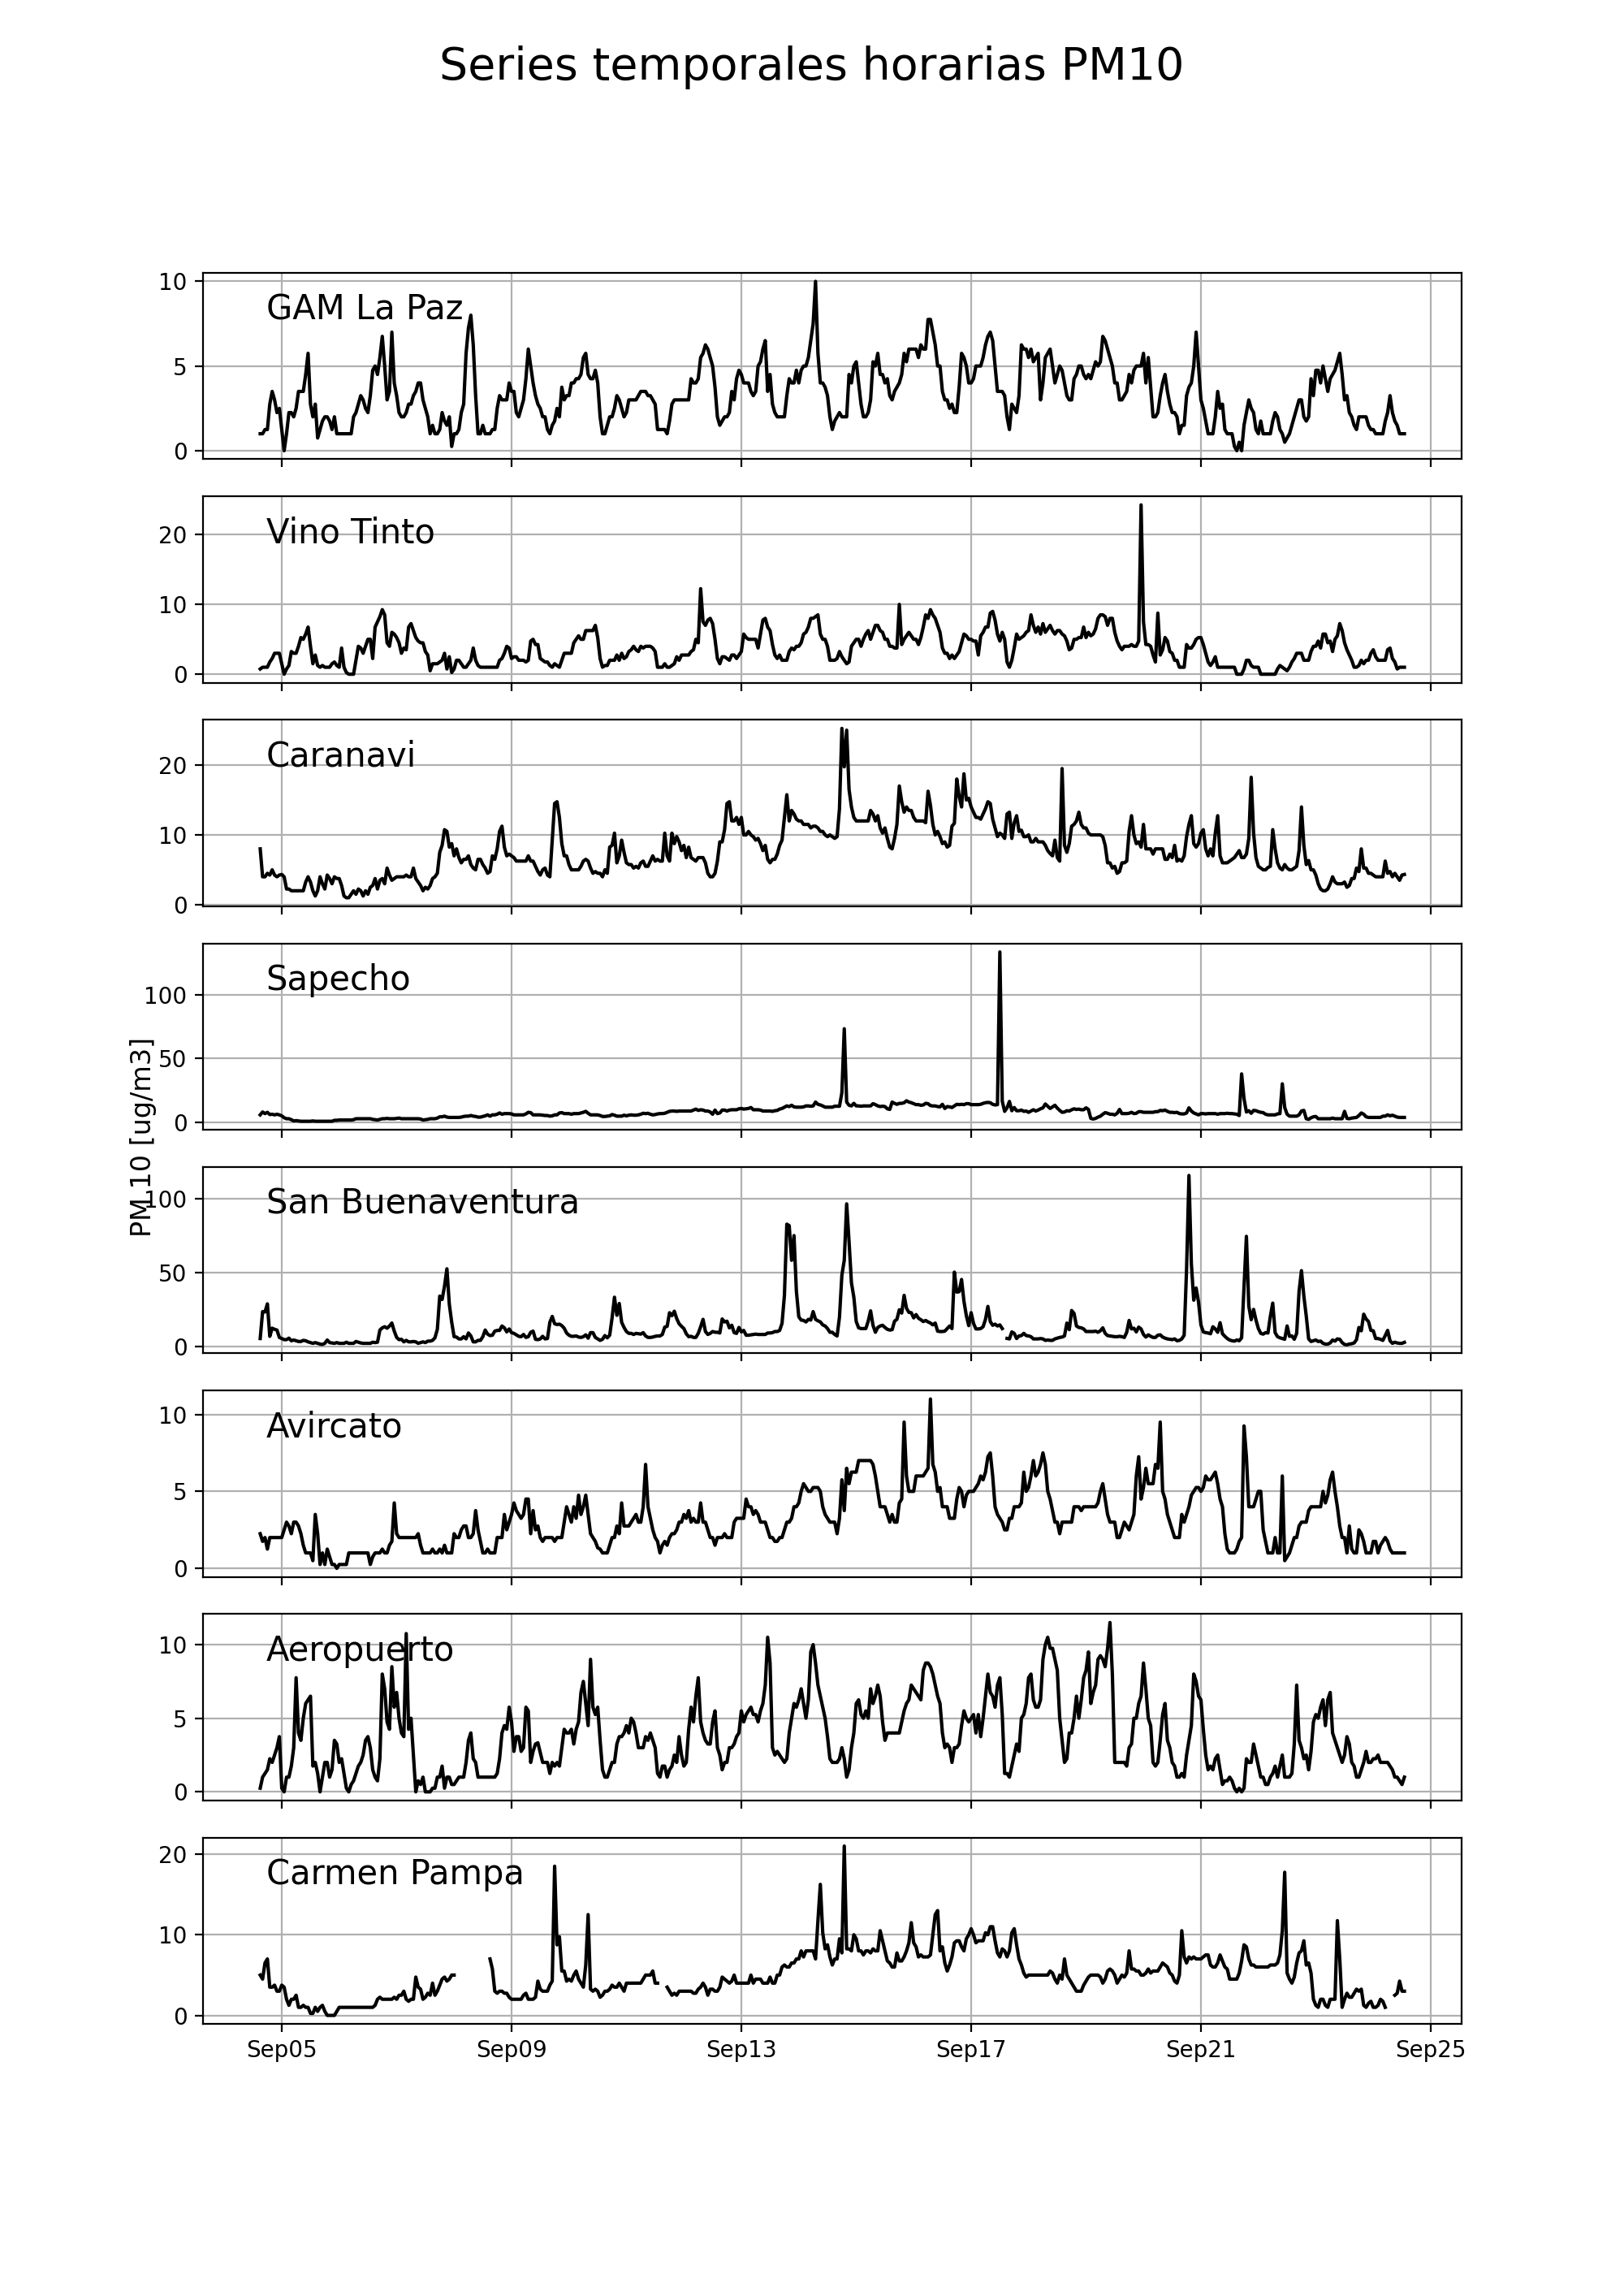 Series temporales horarias PM10
10
5
0
GAM La Paz
20
10
0
Vino Tinto
20
10
0
Caranavi
100
50
0
Sapecho
PM 10 [ug/m3]
100
50
0
San Buenaventura
10
5
0
Avircato
10
5
0
Aeropuerto
20
10
0
Carmen Pampa
Sep05 Sep09 Sep13 Sep17 Sep21 Sep25